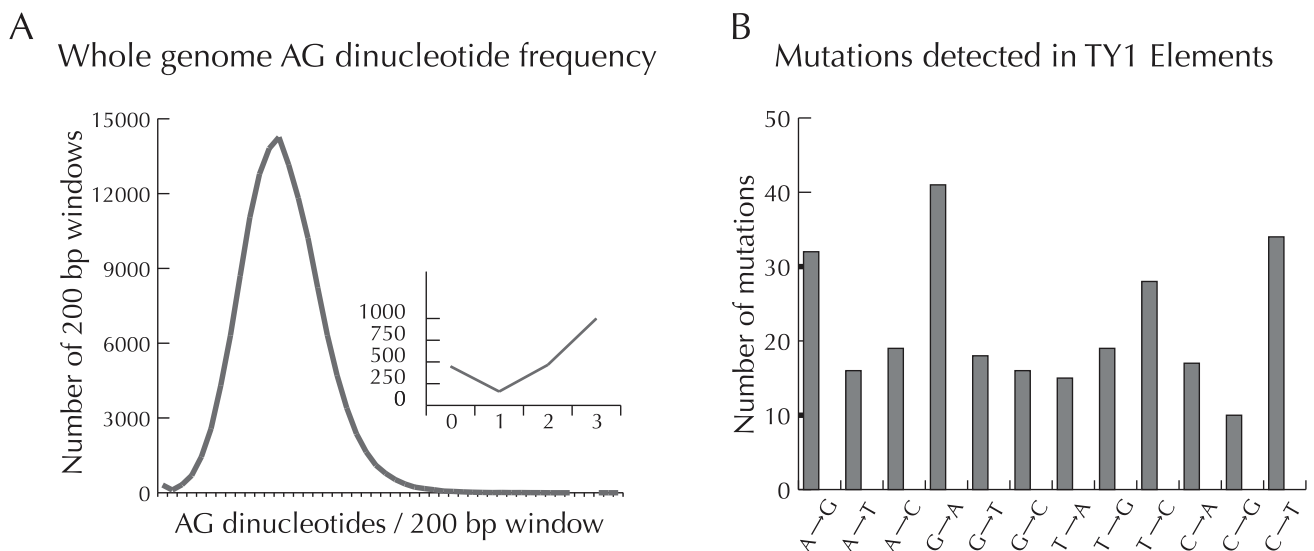 A
Whole genome AG dinucleotide frequency
Number of 200 bp windows
15000
12000
9000
6000
3000
0
1000
750
500
250
0
0 1 2 3
AG dinucleotides / 200 bp window
B
Mutations detected in TY1 Elements
Number of mutations
50
40
30
20
10
0
A→G A→T A→C G→A G→T G→C T→A T→G T→C C→A C→G C→T